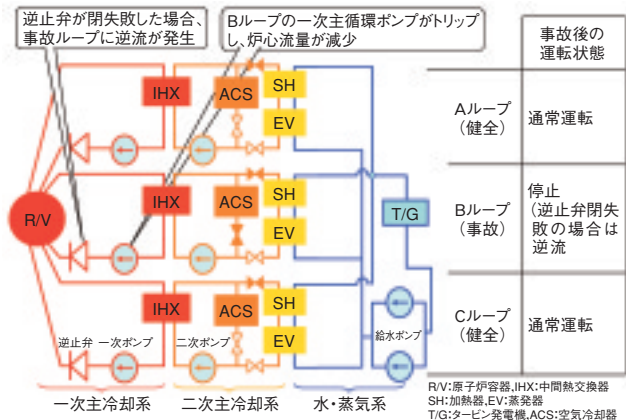 逆止弁が閉失敗した場合、
事故ループに逆流が発生
Bループの一次主循環ポンプがトリップ
し、炉心流量が減少
事故後の
運転状態
IHX
ACS
SH
EV
Aループ
(健全)
通常運転
R/V
IHX
ACS
SH
EV
T/G
Bループ
(事故)
停止
(逆止弁閉失
敗の場合は
逆流
IHX
ACS
SH
EV
逆止弁
一次ポンプ
二次ポンプ
給水ポンプ
Cループ
(健全)
通常運転
一次主冷却系
二次主冷却系
水・蒸気系
R/V:原子炉容器,IHX:中間熱交換器
SH:加熱器,EV:蒸発器
T/G:タービン発電機,ACS:空気冷却器